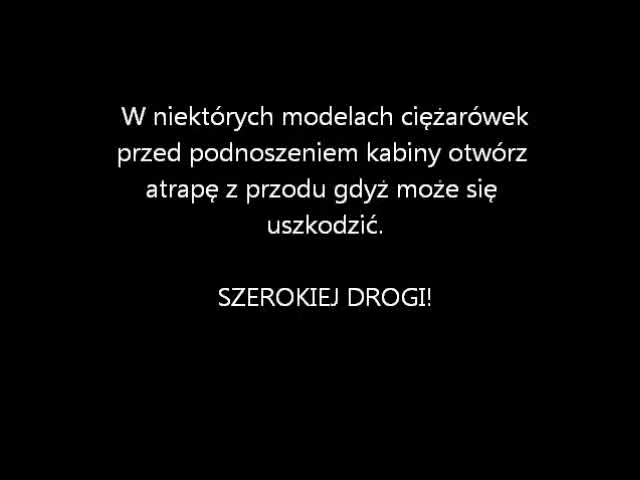 W niektórych modelach ciężarówek
przed podnoszeniem kabiny otwórz
atrapę z przodu gdyż może się
uszkodzić.
SZEROKIEJ DROGI!